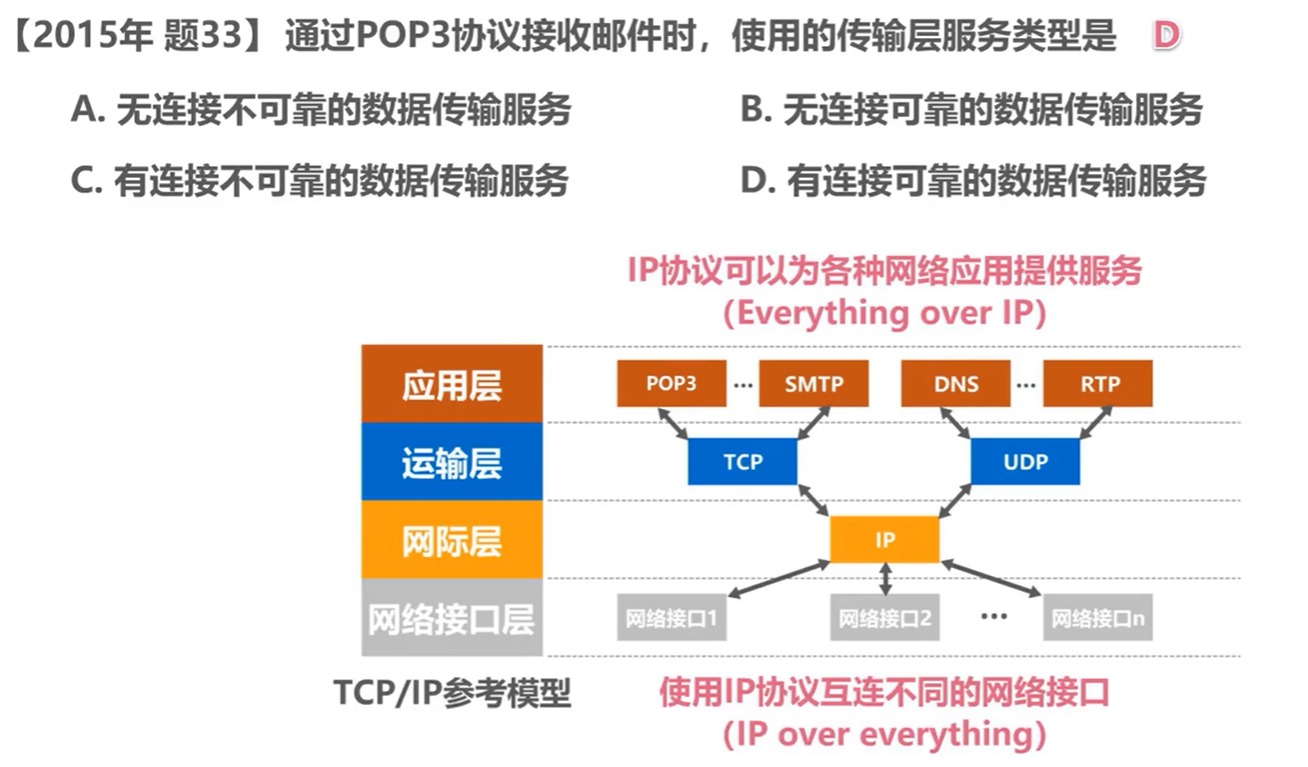 【2015年 题33】通过POP3协议接收邮件时，使用的传输层服务类型是 D
A. 无连接不可靠的数据传输服务 B. 无连接可靠的数据传输服务
C. 有连接不可靠的数据传输服务 D. 有连接可靠的数据传输服务
IP协议可以为各种网络应用提供服务
（Everything over IP）
应用层 POP3 ··· SMTP DNS ··· RTP
运输层 TCP UDP
网际层 IP
网络接口层 网络接口1 网络接口2 ··· 网络接口n
TCP/IP参考模型 使用IP协议互连不同的网络接口
（IP over everything）